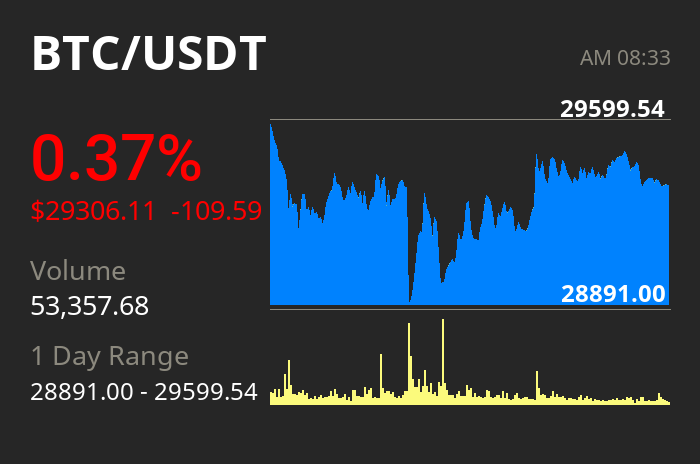 BTC/USDT
AM 08:33
29599.54
0.37%
$29306.11 -109.59
Volume
53,357.68
28891.00
1 Day Range
28891.00 - 29599.54